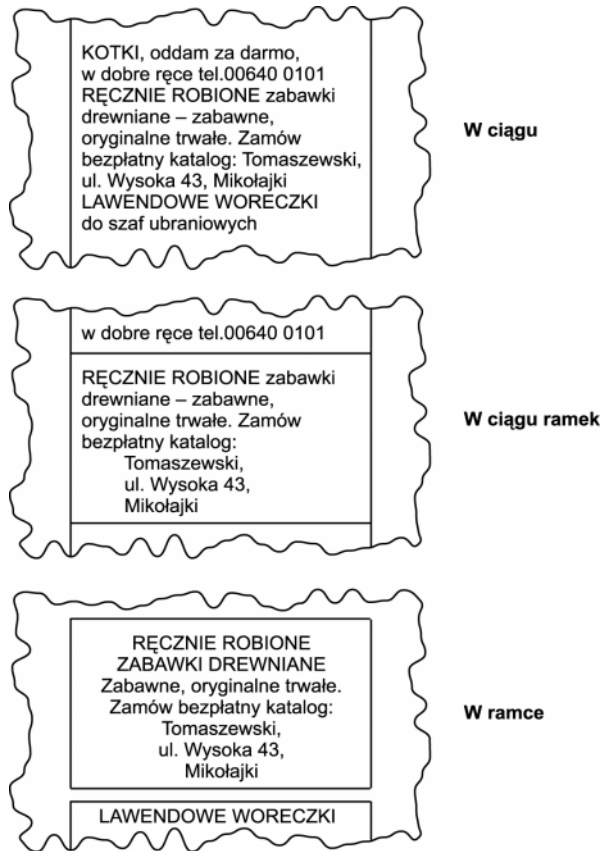 KOTKI, oddam za darmo,
w dobre ręce tel.00640 0101
RĘCZNIE ROBIONE zabawki
drewniane – zabawne,
oryginalne trwałe. Zamów
bezpłatny katalog: Tomaszewski,
ul. Wysoka 43, Mikołajki
LAWENDOWE WORECZKI
do szaf ubraniowych
W ciągu
w dobre ręce tel.00640 0101
RĘCZNIE ROBIONE zabawki
drewniane – zabawne,
oryginalne trwałe. Zamów
bezpłatny katalog:
Tomaszewski,
ul. Wysoka 43,
Mikołajki
W ciągu ramek
RĘCZNIE ROBIONE
ZABAWKI DREWNIANE
Zabawne, oryginalne trwałe.
Zamów bezpłatny katalog:
Tomaszewski,
ul. Wysoka 43,
Mikołajki
W ramce
LAWENDOWE WORECZKI